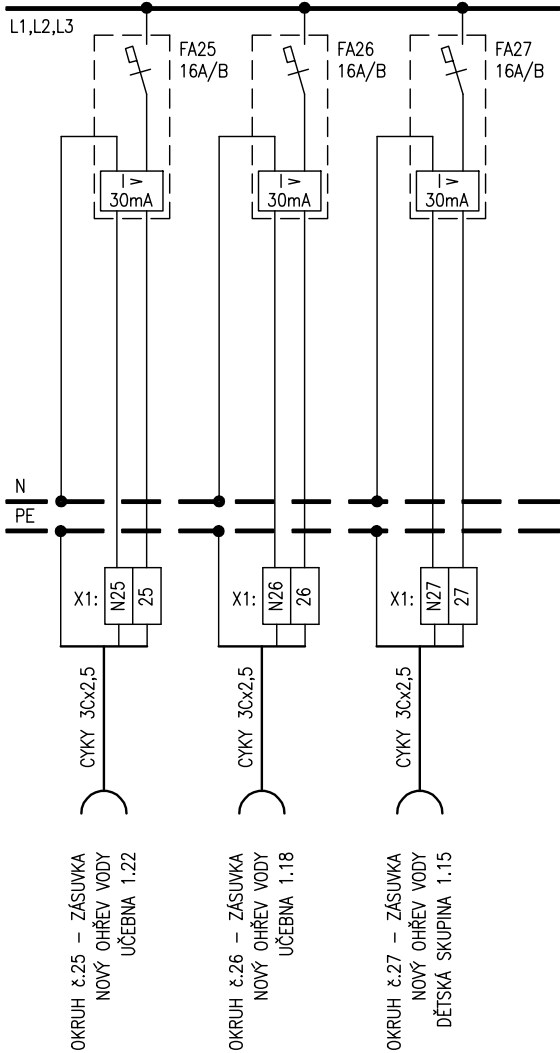 L1,L2,L3
FA25
16A/B
I >
30mA
FA26
16A/B
I >
30mA
FA27
16A/B
I >
30mA
N
PE
X1:
N25
25
X1:
N26
26
X1:
N27
27
CYKY 3Cx2,5
CYKY 3Cx2,5
CYKY 3Cx2,5
OKRUH č.25 – ZÁSUVKA
NOVÝ OHŘEV VODY
UČEBNA 1.22
OKRUH č.26 – ZÁSUVKA
NOVÝ OHŘEV VODY
UČEBNA 1.18
OKRUH č.27 – ZÁSUVKA
NOVÝ OHŘEV VODY
DĚTSKÁ SKUPINA 1.15